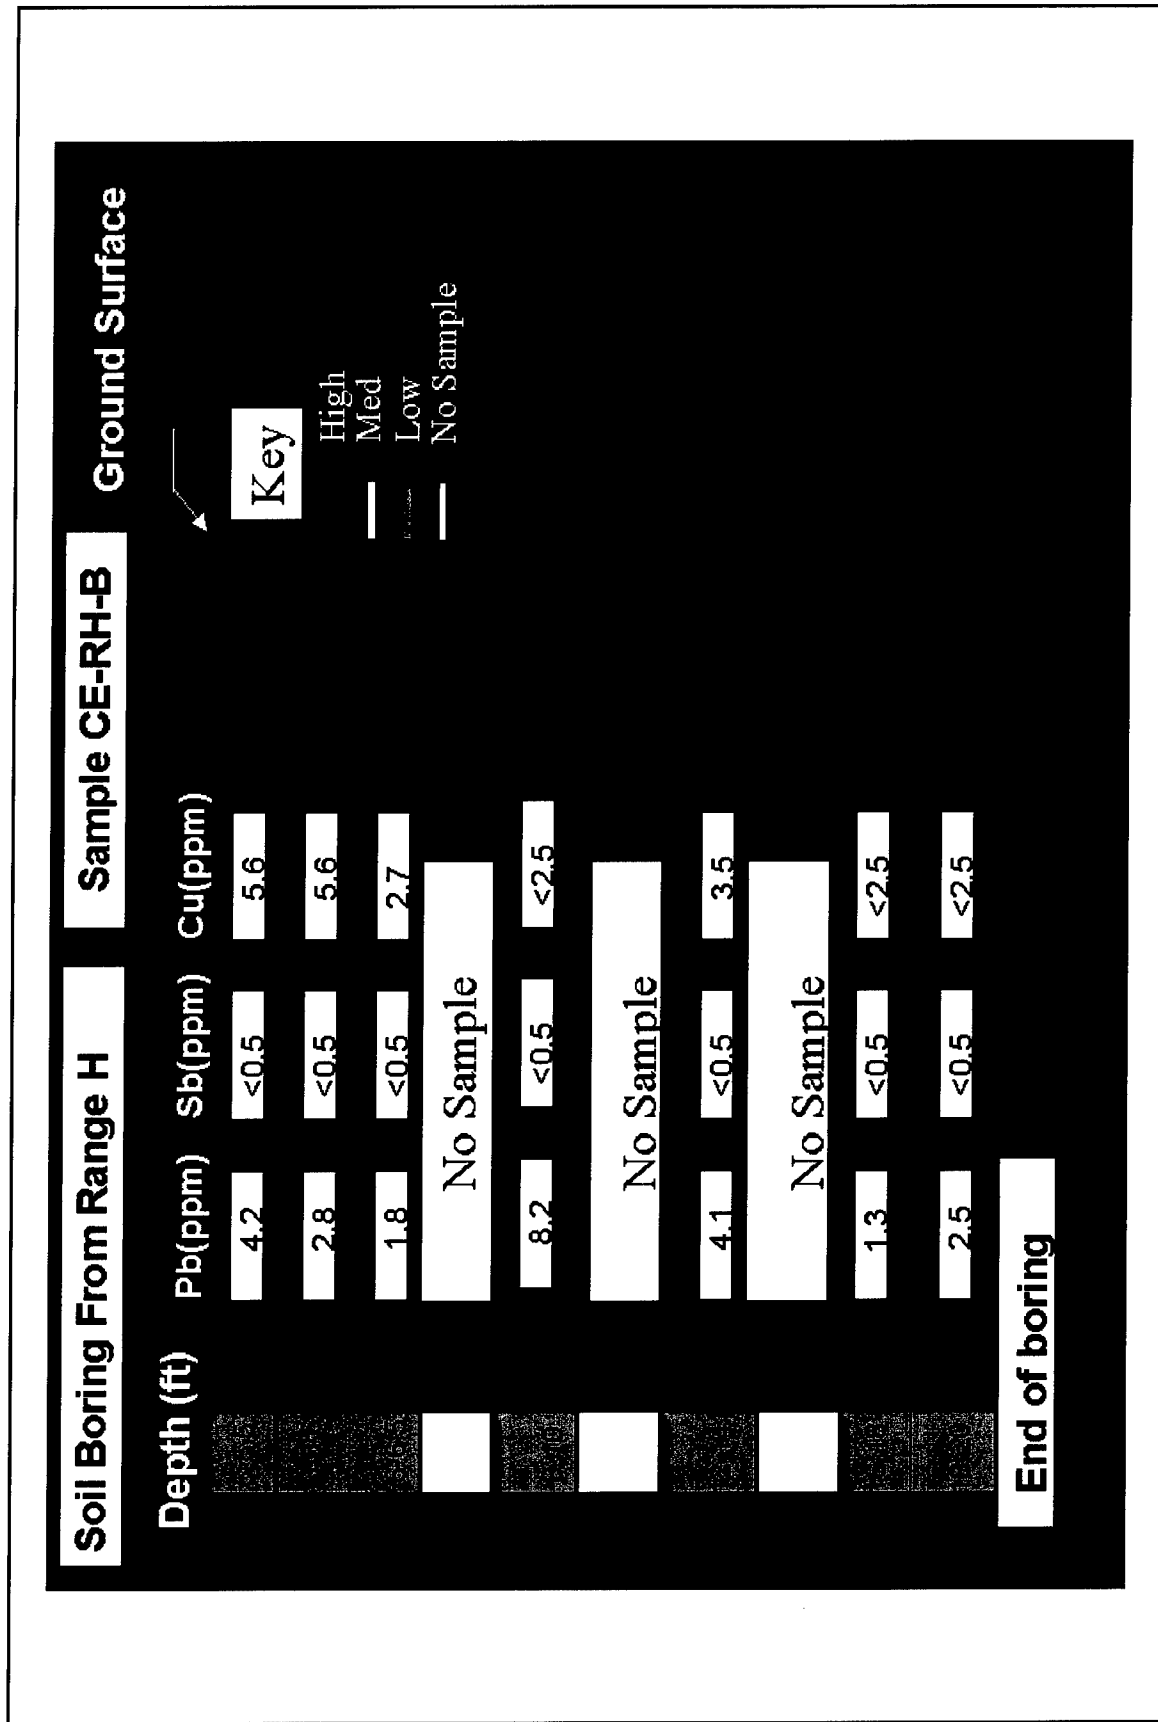 Soil Boring From Range H
Sample CE-RH-B
Ground Surface
Depth (ft)
Pb(ppm) Sb(ppm) Cu(ppm)
4.2 <0.5 5.6
2.8 <0.5 5.6
1.8 <0.5 2.7
No Sample
8.2 <0.5 <2.5
No Sample
4.1 <0.5 3.5
No Sample
1.3 <0.5 <2.5
2.5 <0.5 <2.5
End of boring
Key
High
Med
Low
No Sample